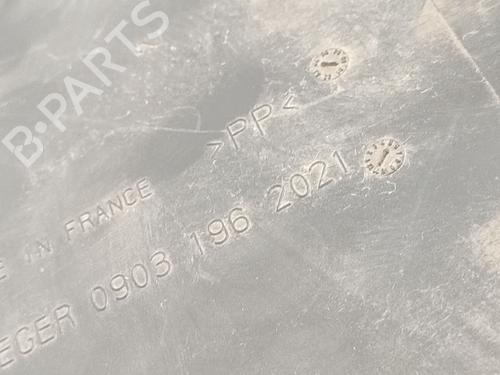 B-PARTS
>PP<
E IN FRANCE
EGER 0903 196 2021